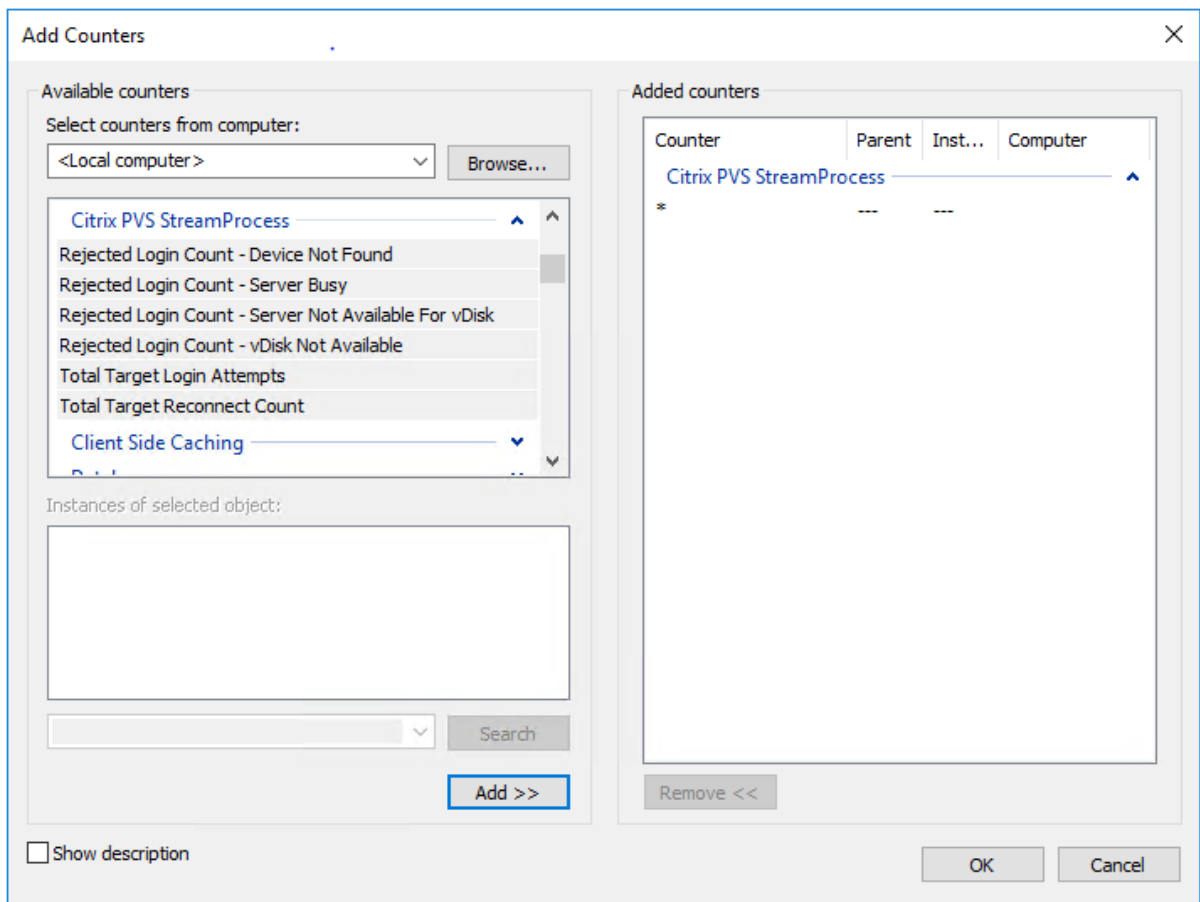 Add Counters
Available counters
Select counters from computer:
<Local computer>
Browse...
Citrix PVS StreamProcess
Rejected Login Count - Device Not Found
Rejected Login Count - Server Busy
Rejected Login Count - Server Not Available For vDisk
Rejected Login Count - vDisk Not Available
Total Target Login Attempts
Total Target Reconnect Count
Client Side Caching
Instances of selected object:
Search
Add >>
Show description
Added counters
Counter Parent Inst... Computer
Citrix PVS StreamProcess
* --- ---
Remove <<
OK Cancel